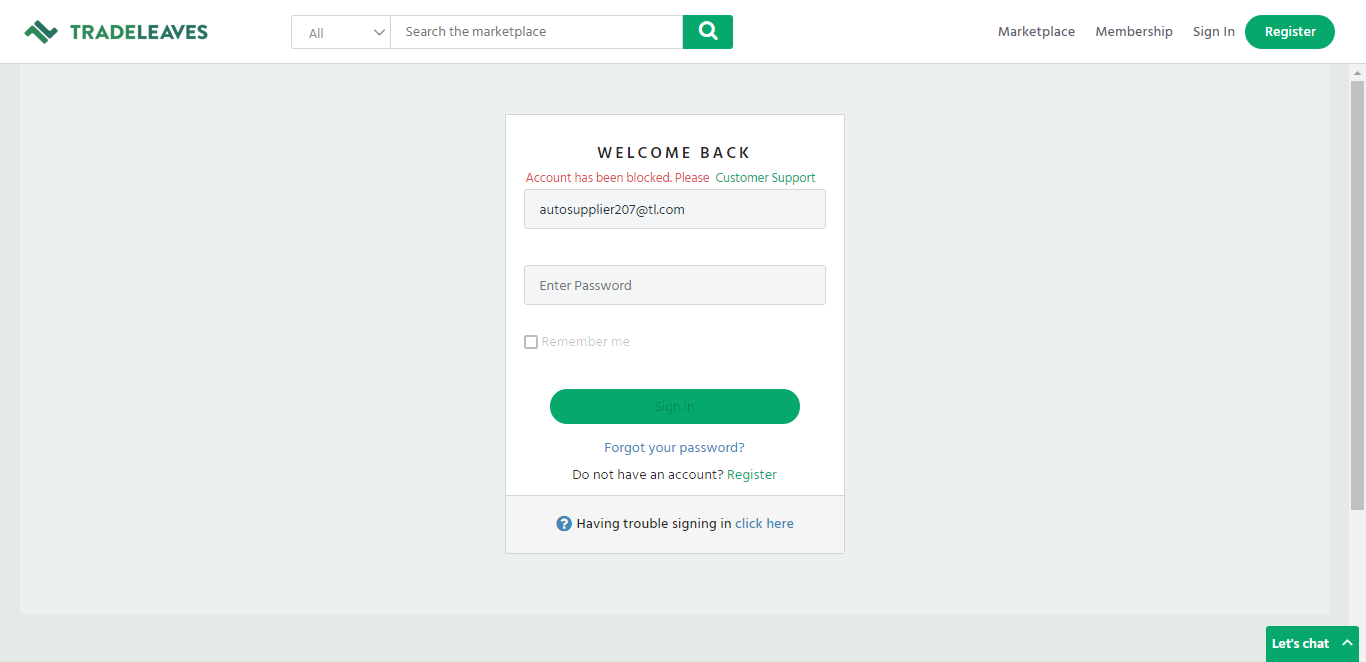 TRADELEAVES
All
Search the marketplace
Marketplace
Membership
Sign In
Register
WELCOME BACK
Account has been blocked. Please Customer Support
autosupplier207@tl.com
Enter Password
Remember me
Sign In
Forgot your password?
Do not have an account? Register
? Having trouble signing in click here
Let's chat